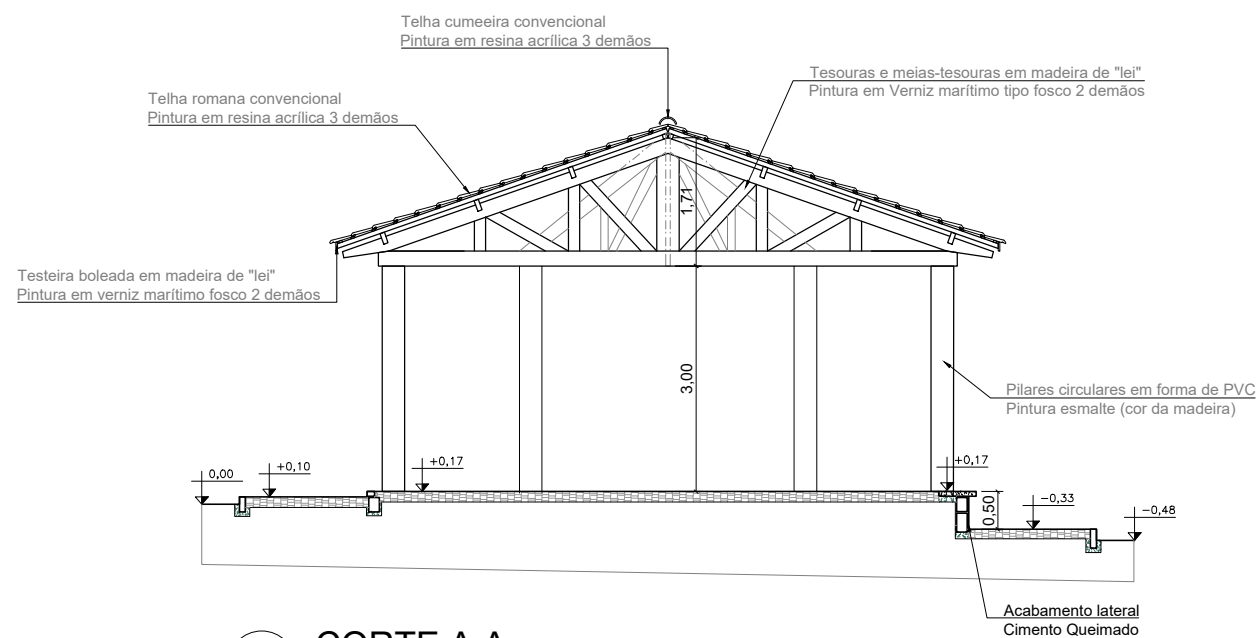 Telha cumeeira convencional
Pintura em resina acrílica 3 demãos
Tesouras e meias-tesouras em madeira de "lei"
Pintura em Verniz marítimo tipo fosco 2 demãos
Telha romana convencional
Pintura em resina acrílica 3 demãos
1,71
Testeira boleada em madeira de "lei"
Pintura em verniz marítimo fosco 2 demãos
3,00
Pilares circulares em forma de PVC
Pintura esmalte (cor da madeira)
0,00
+0,10
+0,17
+0,17
0,50
-0,33
-0,48
Acabamento lateral
Cimento Queimado
CORTE A-A